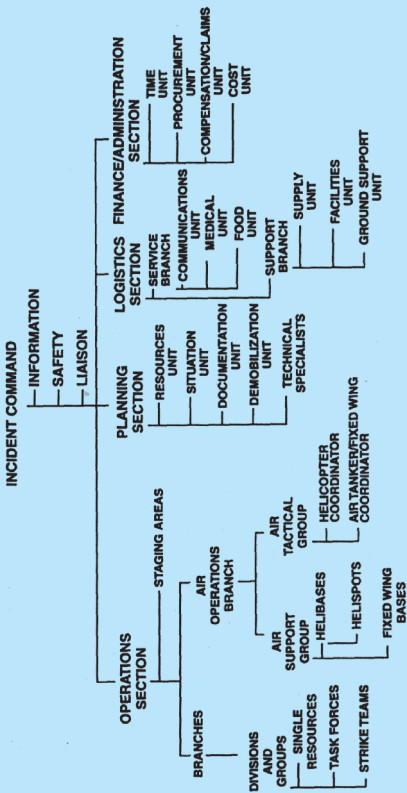 INCIDENT COMMAND
INFORMATION
SAFETY
LIAISON
OPERATIONS
SECTION
STAGING AREAS
BRANCHES
DIVISIONS
AND
GROUPS
SINGLE
RESOURCES
TASK FORCES
STRIKE TEAMS
AIR
OPERATIONS
BRANCH
AIR
SUPPORT
GROUP
HELIBASES
HELISPOTS
FIXED WING
BASES
AIR
TACTICAL
GROUP
HELICOPTER
COORDINATOR
AIR TANKER/FIXED WING
COORDINATOR
PLANNING
SECTION
RESOURCES
UNIT
SITUATION
UNIT
DOCUMENTATION
UNIT
DEMOBILIZATION
UNIT
TECHNICAL
SPECIALISTS
LOGISTICS
SECTION
SERVICE
BRANCH
COMMUNICATIONS
UNIT
MEDICAL
UNIT
FOOD
UNIT
SUPPORT
BRANCH
SUPPLY
UNIT
FACILITIES
UNIT
GROUND SUPPORT
UNIT
FINANCE/ADMINISTRATION
SECTION
TIME
UNIT
PROCUREMENT
UNIT
COMPENSATION/CLAIMS
UNIT
COST
UNIT